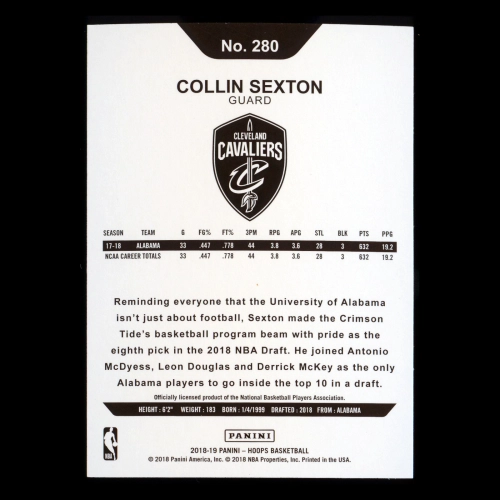 No. 280
COLLIN SEXTON
GUARD
CLEVELAND
CAVALIERS
C
SEASON TEAM G FG% FT% 3PM RPG APG STL BLK PTS PPG
17-18 ALABAMA 33 .447 .778 44 3.8 3.6 28 3 632 19.2
NCAA CAREER TOTALS 33 .447 .778 44 3.8 3.6 28 3 632 19.2
Reminding everyone that the University of Alabama
isn't just about football, Sexton made the Crimson
Tide's basketball program beam with pride as the
eighth pick in the 2018 NBA Draft. He joined Antonio
McDyess, Leon Douglas and Derrick McKey as the only
Alabama players to go inside the top 10 in a draft.
Officially licensed product of the National Basketball Players Association.
HEIGHT: 6'2" WEIGHT: 183 BORN: 1/4/1999 DRAFTED: 2018 FROM: ALABAMA
NBA
PANINI
2018-19 PANINI – HOOPS BASKETBALL
© 2018 Panini America, Inc. © 2018 NBA Properties, Inc. Printed in the USA.